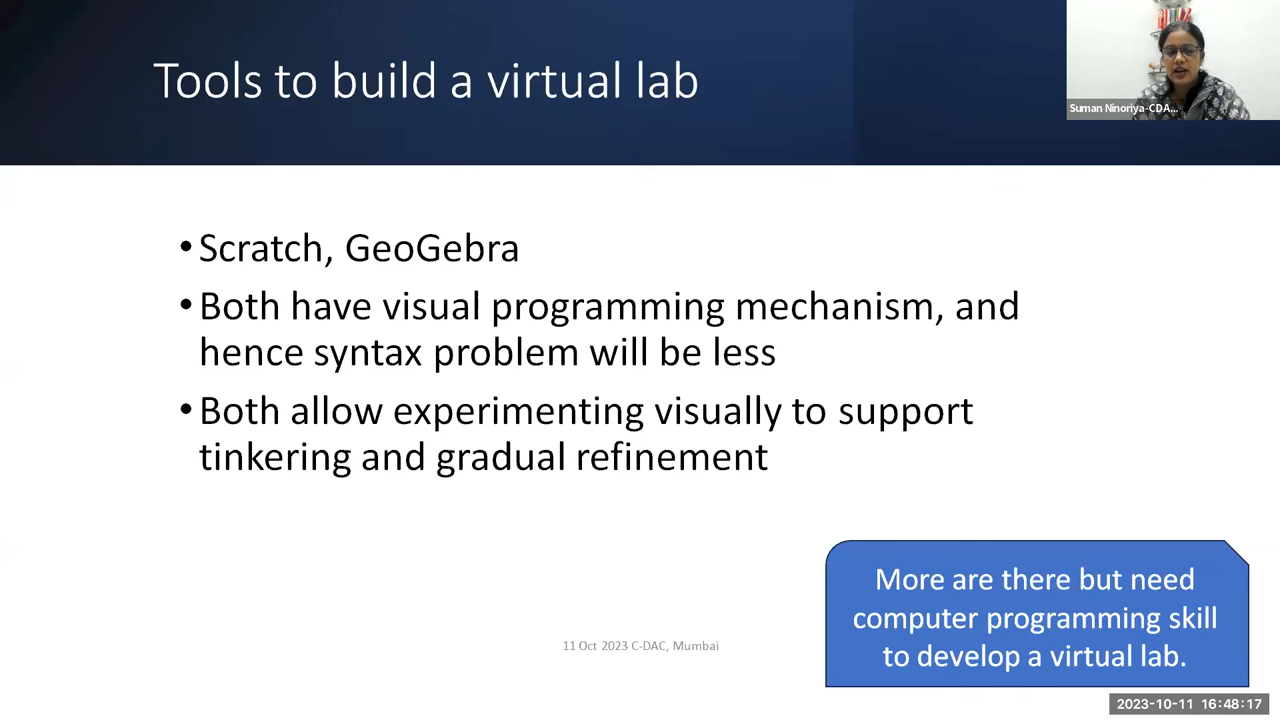 Tools to build a virtual lab
Suman Ninoriya-CDA...
•Scratch, GeoGebra
•Both have visual programming mechanism, and
hence syntax problem will be less
•Both allow experimenting visually to support
tinkering and gradual refinement
More are there but need
computer programming skill
to develop a virtual lab.
11 Oct 2023 C-DAC, Mumbai
2023-10-11 16:48:17